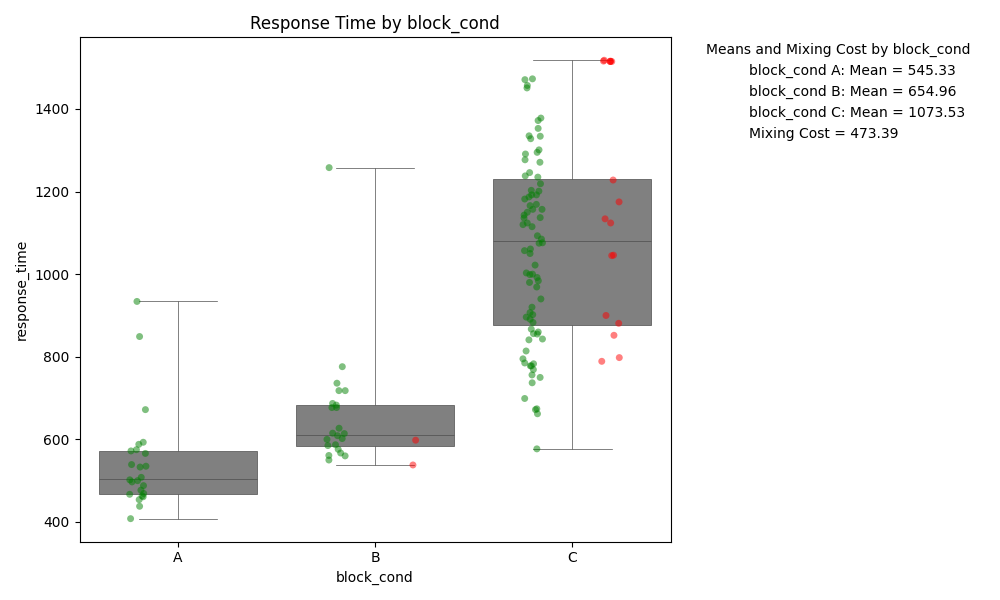 Response Time by block_cond
Means and Mixing Cost by block_cond
block_cond A: Mean = 545.33
block_cond B: Mean = 654.96
block_cond C: Mean = 1073.53
Mixing Cost = 473.39
response_time
1400
1200
1000
800
600
400
A
B
C
block_cond